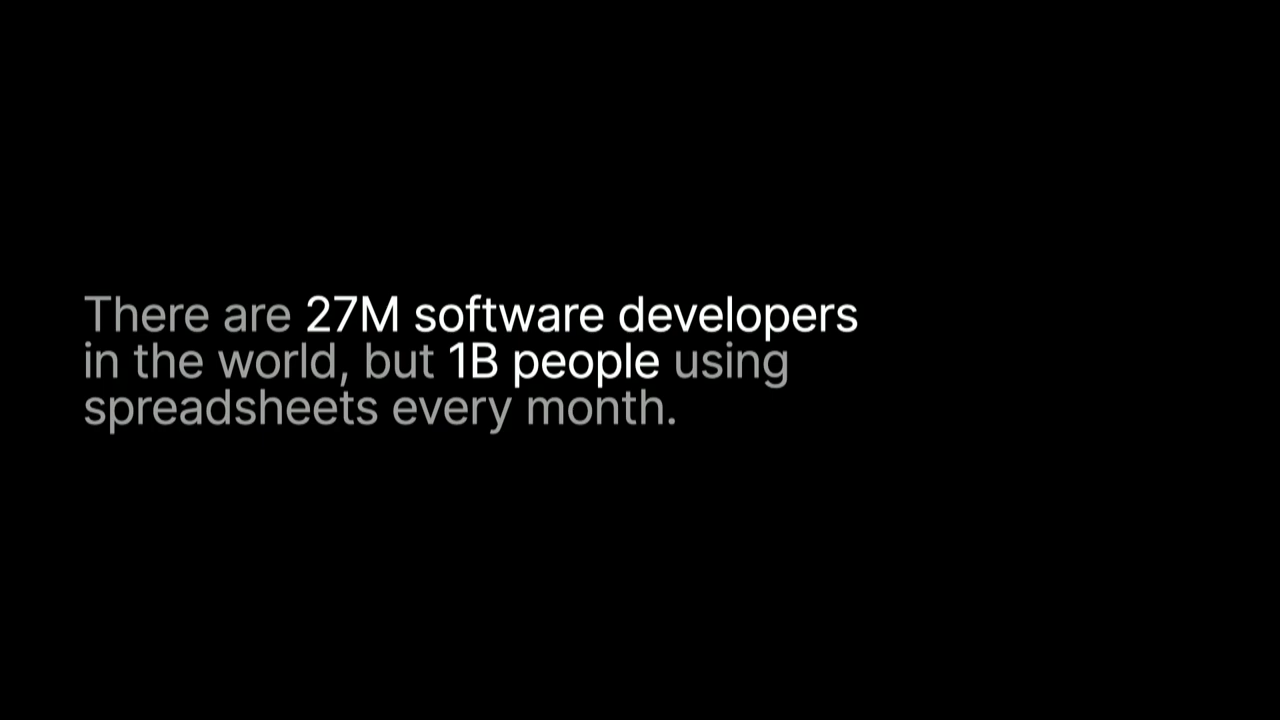 There are 27M software developers
in the world, but 1B people using
spreadsheets every month.